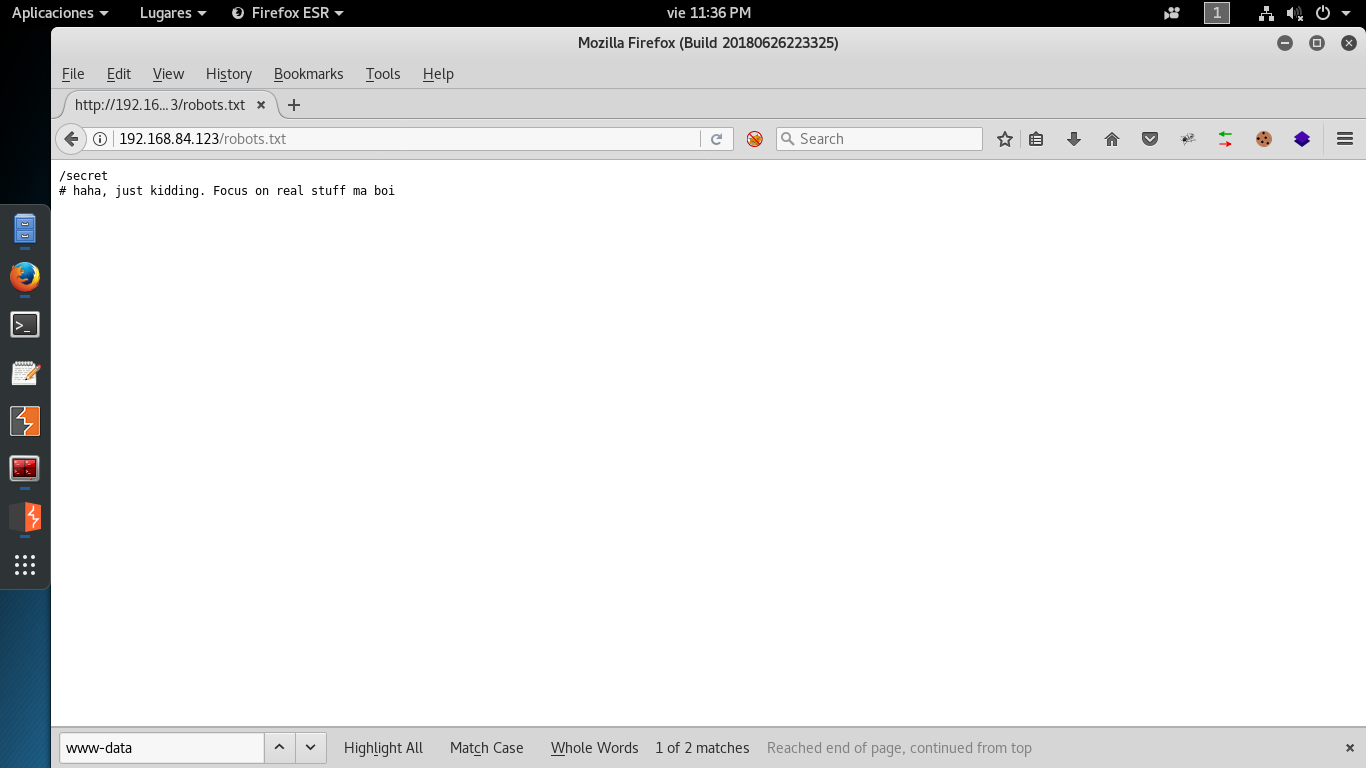 Aplicaciones Lugares Firefox ESR vie 11:36 PM 1
Mozilla Firefox (Build 20180626223325)
File Edit View History Bookmarks Tools Help
http://192.16... 3/robots.txt
192.168.84.123/robots.txt Search
/secret
# haha, just kidding. Focus on real stuff ma boi
www-data Highlight All Match Case Whole Words 1 of 2 matches Reached end of page, continued from top